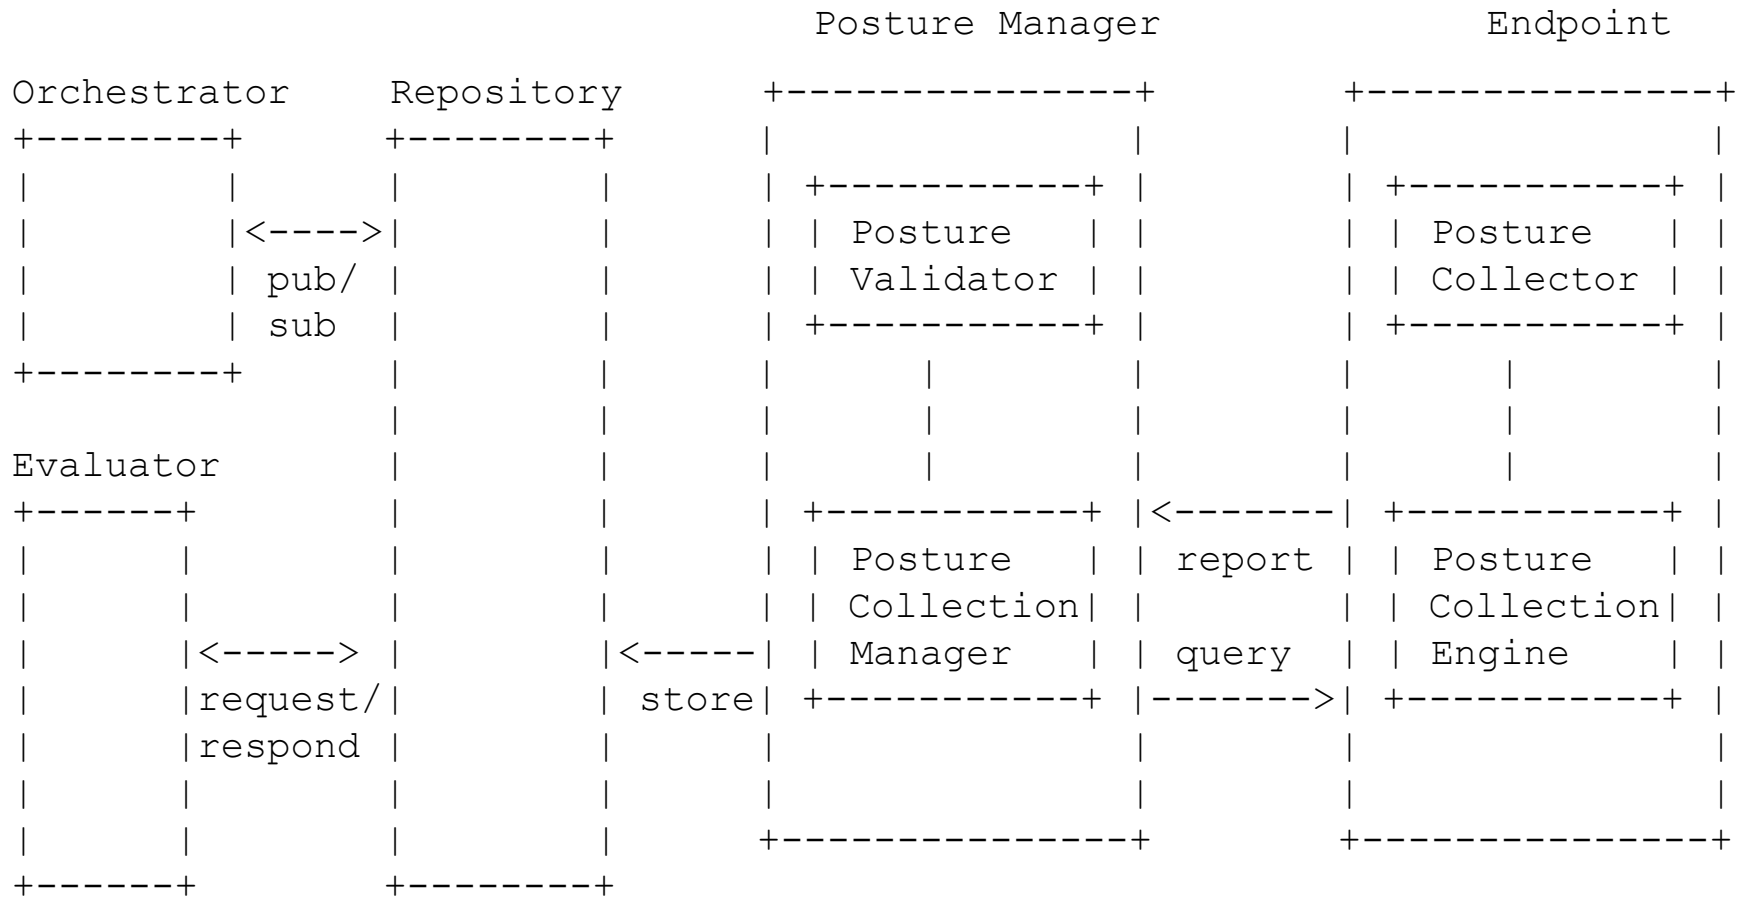 Posture Manager Endpoint
Orchestrator Repository +---------------+ +---------------+
+--------+ +--------+ | | | |
| | | | | +-----------+ | | +-----------+ |
| |<---->| | | | Posture | | | | Posture | |
| | pub/ | | | | Validator | | | | Collector | |
| | sub | | | +-----------+ | | +-----------+ |
+--------+ | | | | | | | |
| | | | | | | |
Evaluator | | | | | | | |
+------+ | | | +-----------+ |<-------| +-----------+ |
| | | | | | Posture | | report | | Posture | |
| | | | | | Collection| | | | Collection| |
| |<-----> | |<-----| | Manager | | query | | Engine | |
| |request/| | store| +-----------+ |------->| +-----------+ |
| |respond | | | | | |
| | | | | | | |
| | | | +---------------+ +---------------+
+------+ +--------+